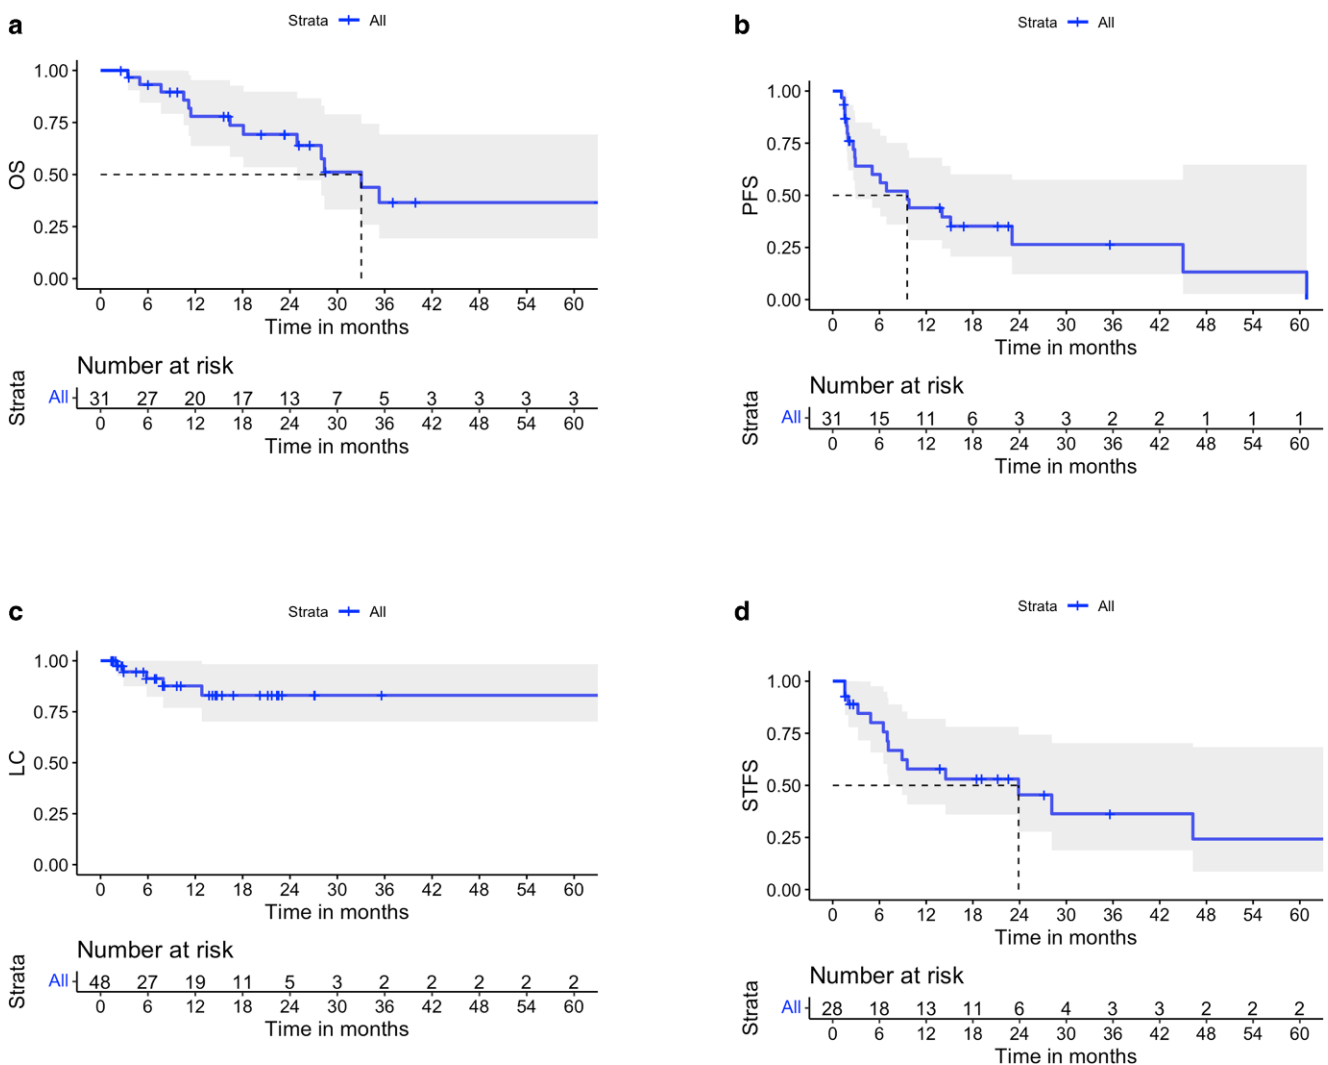 a
Strata All
OS
1.00
0.75
0.50
0.25
0.00
0 6 12 18 24 30 36 42 48 54 60
Time in months
Number at risk
Strata
All 31 27 20 17 13 7 5 3 3 3 3
0 6 12 18 24 30 36 42 48 54 60
Time in months
b
Strata All
PFS
1.00
0.75
0.50
0.25
0.00
0 6 12 18 24 30 36 42 48 54 60
Time in months
Number at risk
Strata
All 31 15 11 6 3 3 2 2 1 1 1
0 6 12 18 24 30 36 42 48 54 60
Time in months
c
Strata All
LC
1.00
0.75
0.50
0.25
0.00
0 6 12 18 24 30 36 42 48 54 60
Time in months
Number at risk
Strata
All 48 27 19 11 5 3 2 2 2 2 2
0 6 12 18 24 30 36 42 48 54 60
Time in months
d
Strata All
STFS
1.00
0.75
0.50
0.25
0.00
0 6 12 18 24 30 36 42 48 54 60
Time in months
Number at risk
Strata
All 28 18 13 11 6 4 3 3 2 2 2
0 6 12 18 24 30 36 42 48 54 60
Time in months